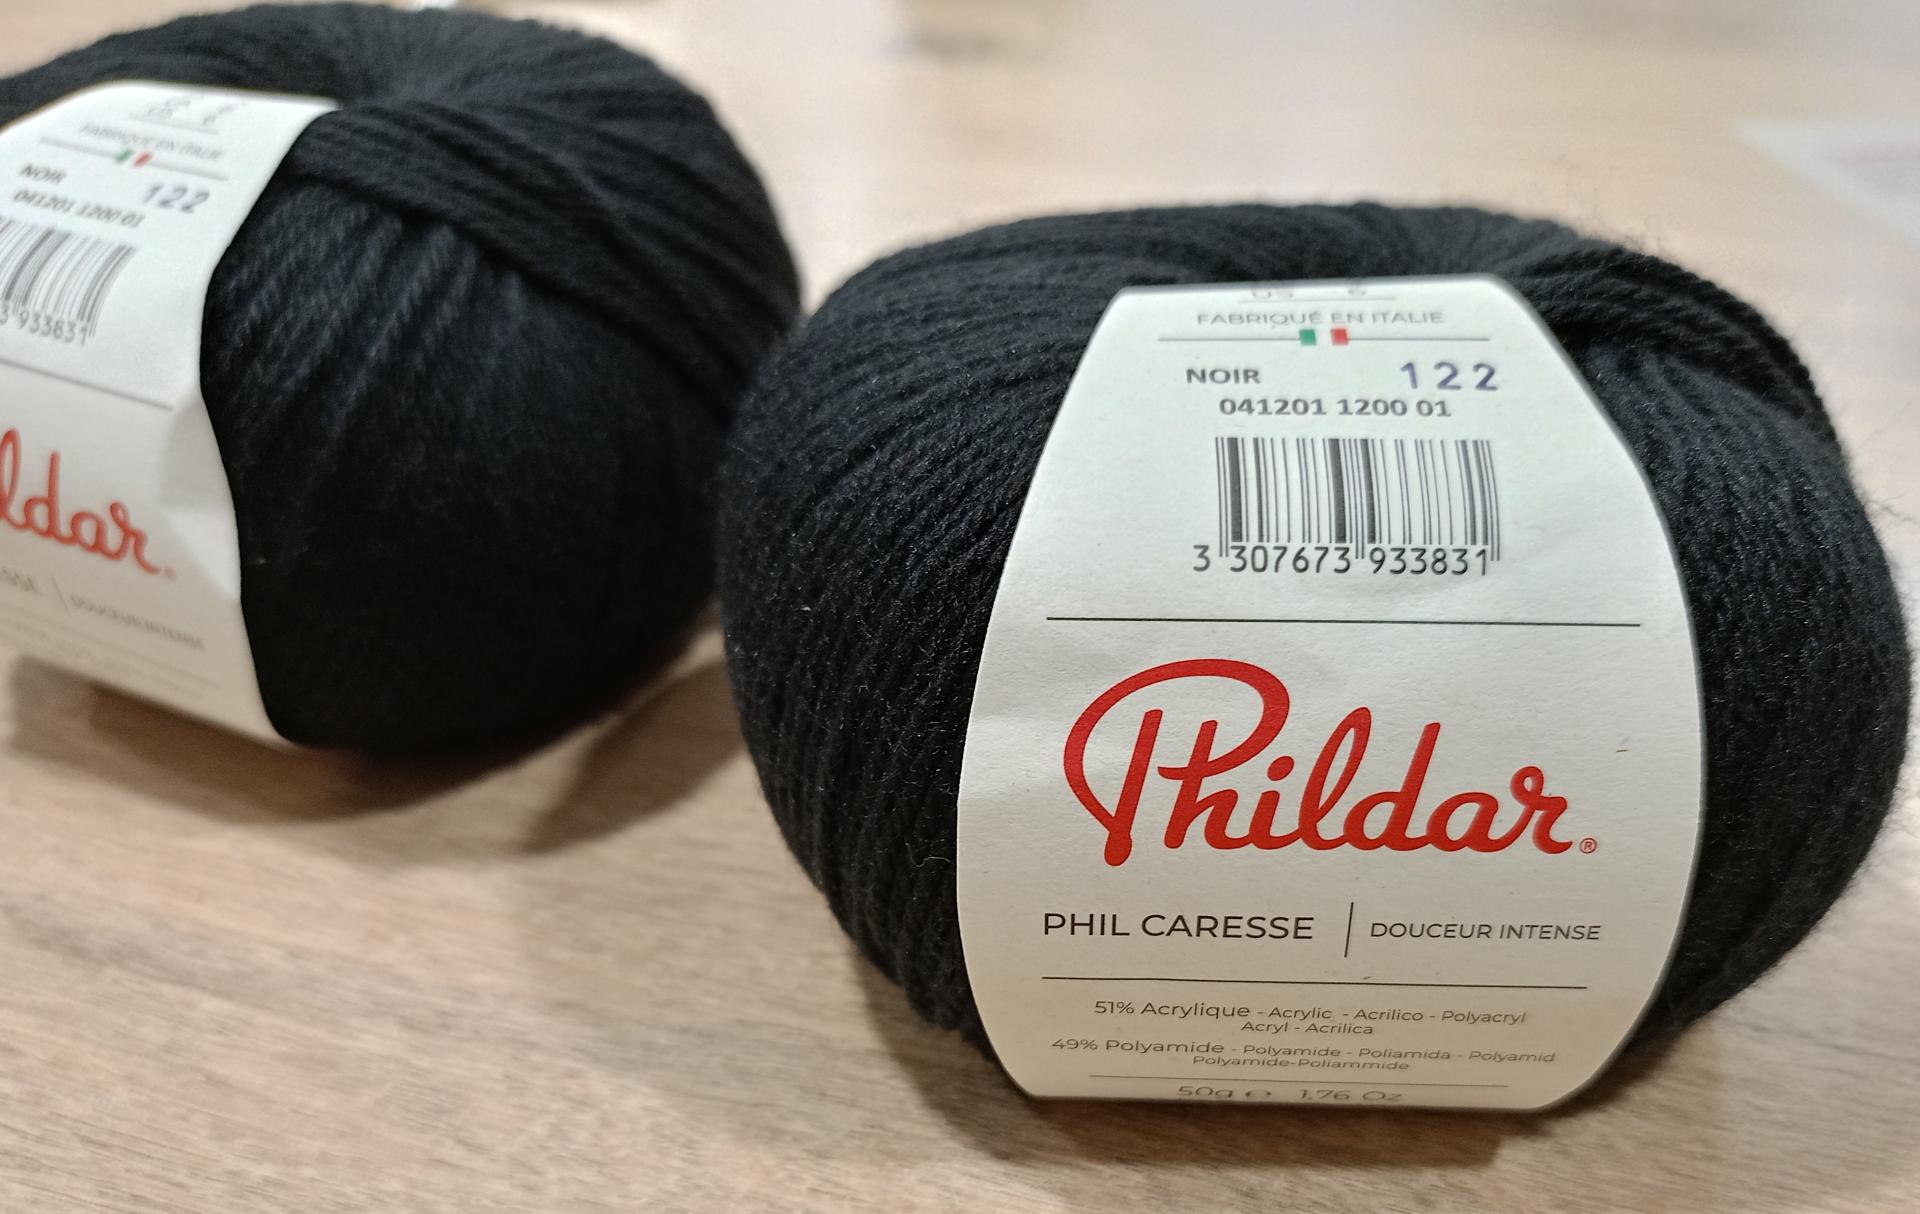 FABRIQUÉ EN ITALIE
NOIR 122
041201 1200 01
933831
ldar
DOUCEUR INTENSE
US 6
FABRIQUÉ EN ITALIE
NOIR 122
041201 1200 01
3 307673 933831
Phildar®
PHIL CARESSE | DOUCEUR INTENSE
51% Acrylique - Acrylic - Acrilico - Polyacryl
Acryl - Acrilica
49% Polyamide - Polyamide - Poliamida - Polyamid
Polyamide-Poliammide
50g e 1,76 Oz